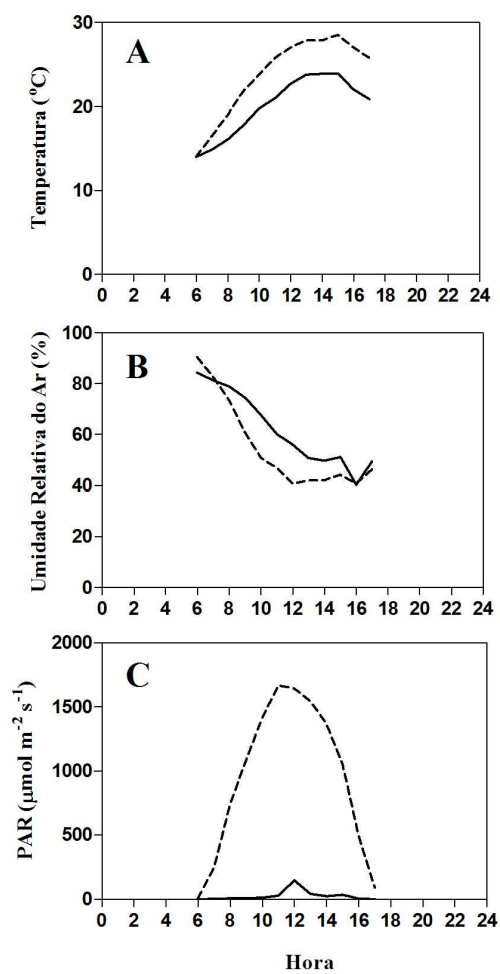 30
A
20
Temperatura (°C)
10
0
0 2 4 6 8 10 12 14 16 18 20 22 24
100
B
80
60
Umidade Relativa do Ar (%)
40
20
0
0 2 4 6 8 10 12 14 16 18 20 22 24
2000
C
1500
PAR (μmol m⁻² s⁻¹)
1000
500
0
0 2 4 6 8 10 12 14 16 18 20 22 24
Hora